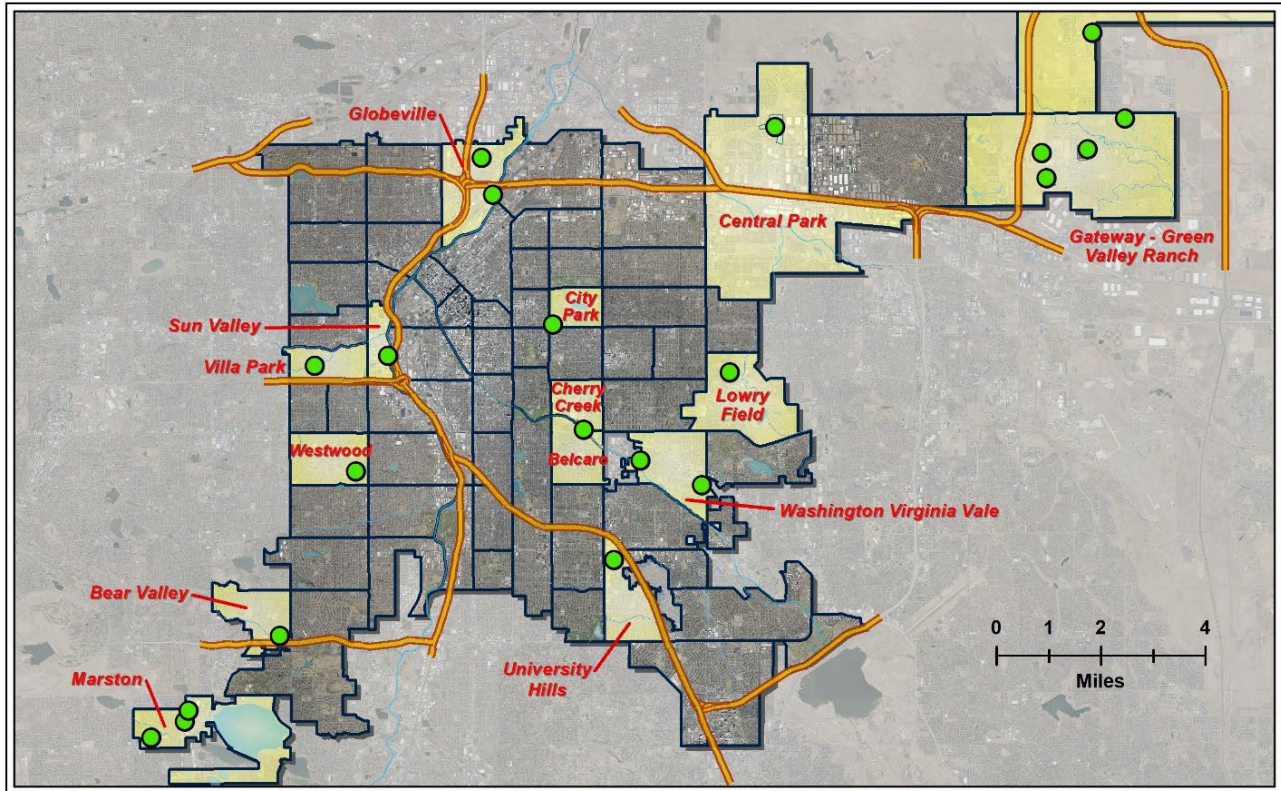 Globeville
Central Park
Gateway - Green
Valley Ranch
City
Park
Sun Valley
Villa Park
Cherry
Creek
Lowry
Field
Westwood
Belcaro
Washington Virginia Vale
Bear Valley
University
Hills
Marston
0 1 2 4
Miles